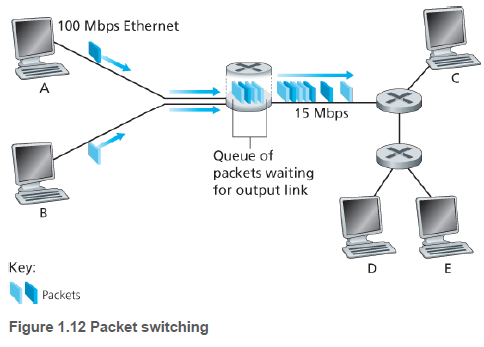 100 Mbps Ethernet
A
C
15 Mbps
Queue of
packets waiting
for output link
B
D
E
Key:
Packets
Figure 1.12 Packet switching